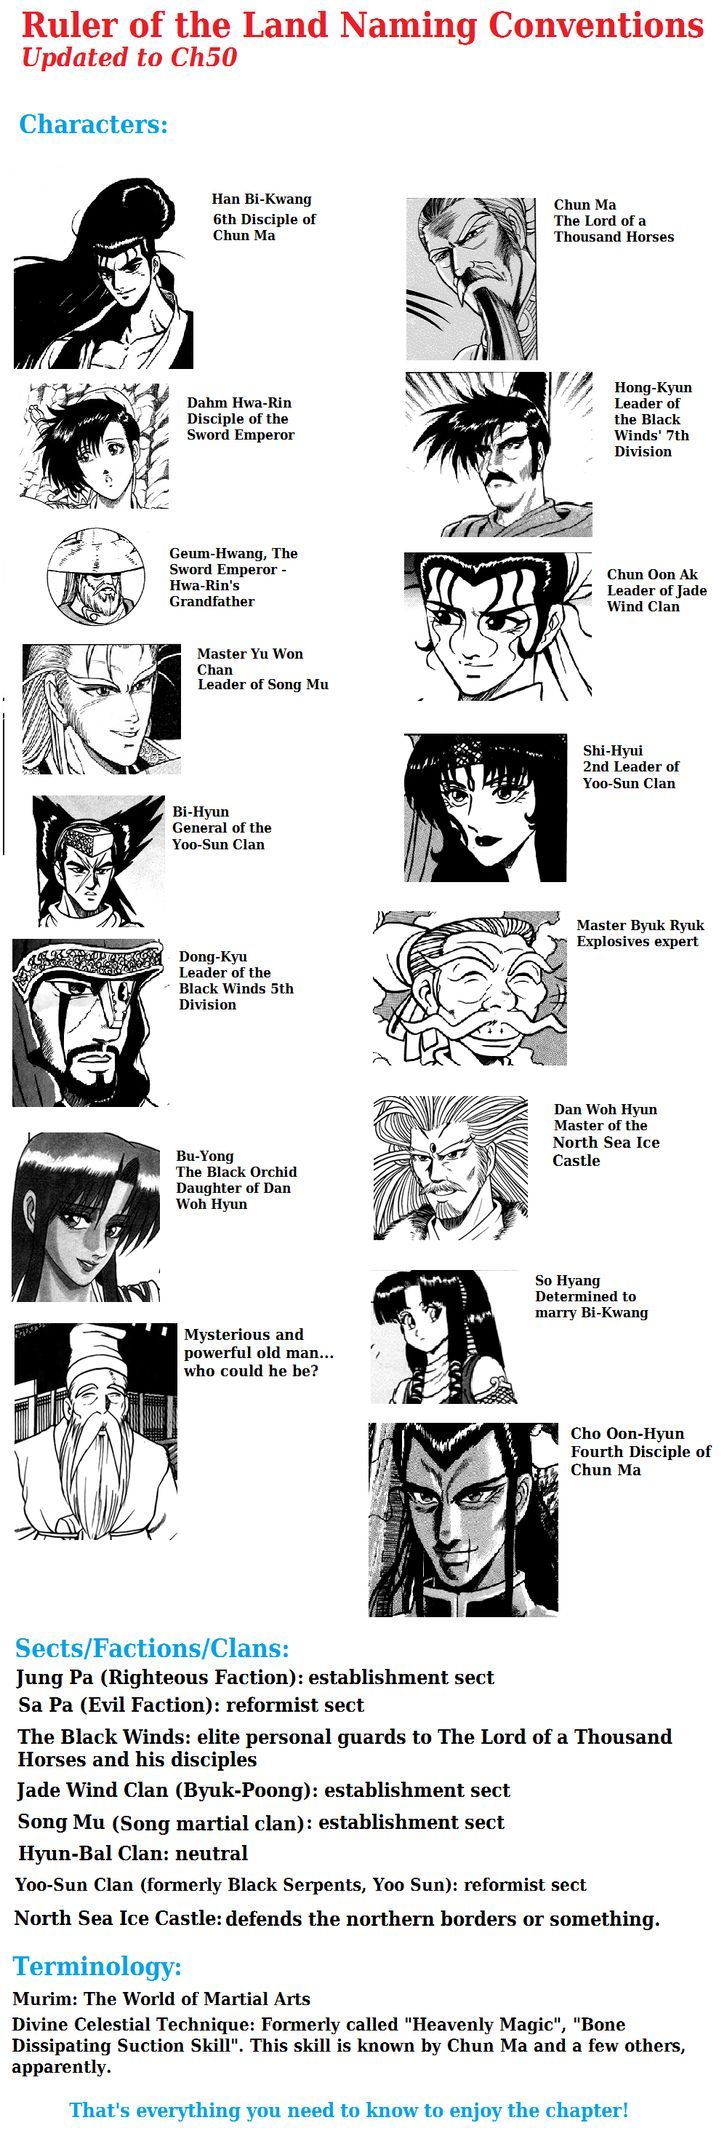 Ruler of the Land Naming Conventions
Updated to Ch50
Characters:
Han Bi-Kwang
6th Disciple of
Chun Ma
Chun Ma
The Lord of a
Thousand Horses
Dahm Hwa-Rin
Disciple of the
Sword Emperor
Hong-Kyun
Leader of
the Black
Winds' 7th
Division
Geum-Hwang, The
Sword Emperor -
Hwa-Rin's
Grandfather
Chun Oon Ak
Leader of Jade
Wind Clan
Master Yu Won
Chan
Leader of Song Mu
Shi-Hyui
2nd Leader of
Yoo-Sun Clan
Bi-Hyun
General of the
Yoo-Sun Clan
Master Byuk Ryuk
Explosives expert
Dong-Kyu
Leader of the
Black Winds 5th
Division
Dan Woh Hyun
Master of the
North Sea Ice
Castle
Bu-Yong
The Black Orchid
Daughter of Dan
Woh Hyun
So Hyang
Determined to
marry Bi-Kwang
Mysterious and
powerful old man...
who could he be?
Cho Oon-Hyun
Fourth Disciple of
Chun Ma
Sects/Factions/Clans:
Jung Pa (Righteous Faction): establishment sect
Sa Pa (Evil Faction): reformist sect
The Black Winds: elite personal guards to The Lord of a Thousand
Horses and his disciples
Jade Wind Clan (Byuk-Poong): establishment sect
Song Mu (Song martial clan): establishment sect
Hyun-Bal Clan: neutral
Yoo-Sun Clan (formerly Black Serpents, Yoo Sun): reformist sect
North Sea Ice Castle: defends the northern borders or something.
Terminology:
Murim: The World of Martial Arts
Divine Celestial Technique: Formerly called "Heavenly Magic", "Bone
Dissipating Suction Skill". This skill is known by Chun Ma and a few others,
apparently.
That's everything you need to know to enjoy the chapter!